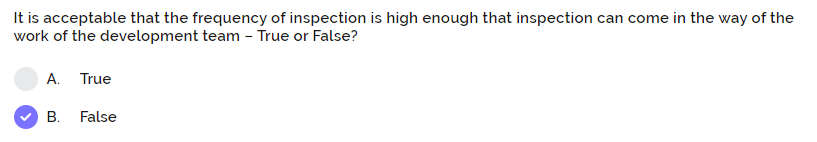 It is acceptable that the frequency of inspection is high enough that inspection can come in the way of the
work of the development team – True or False?
A. True
B. False